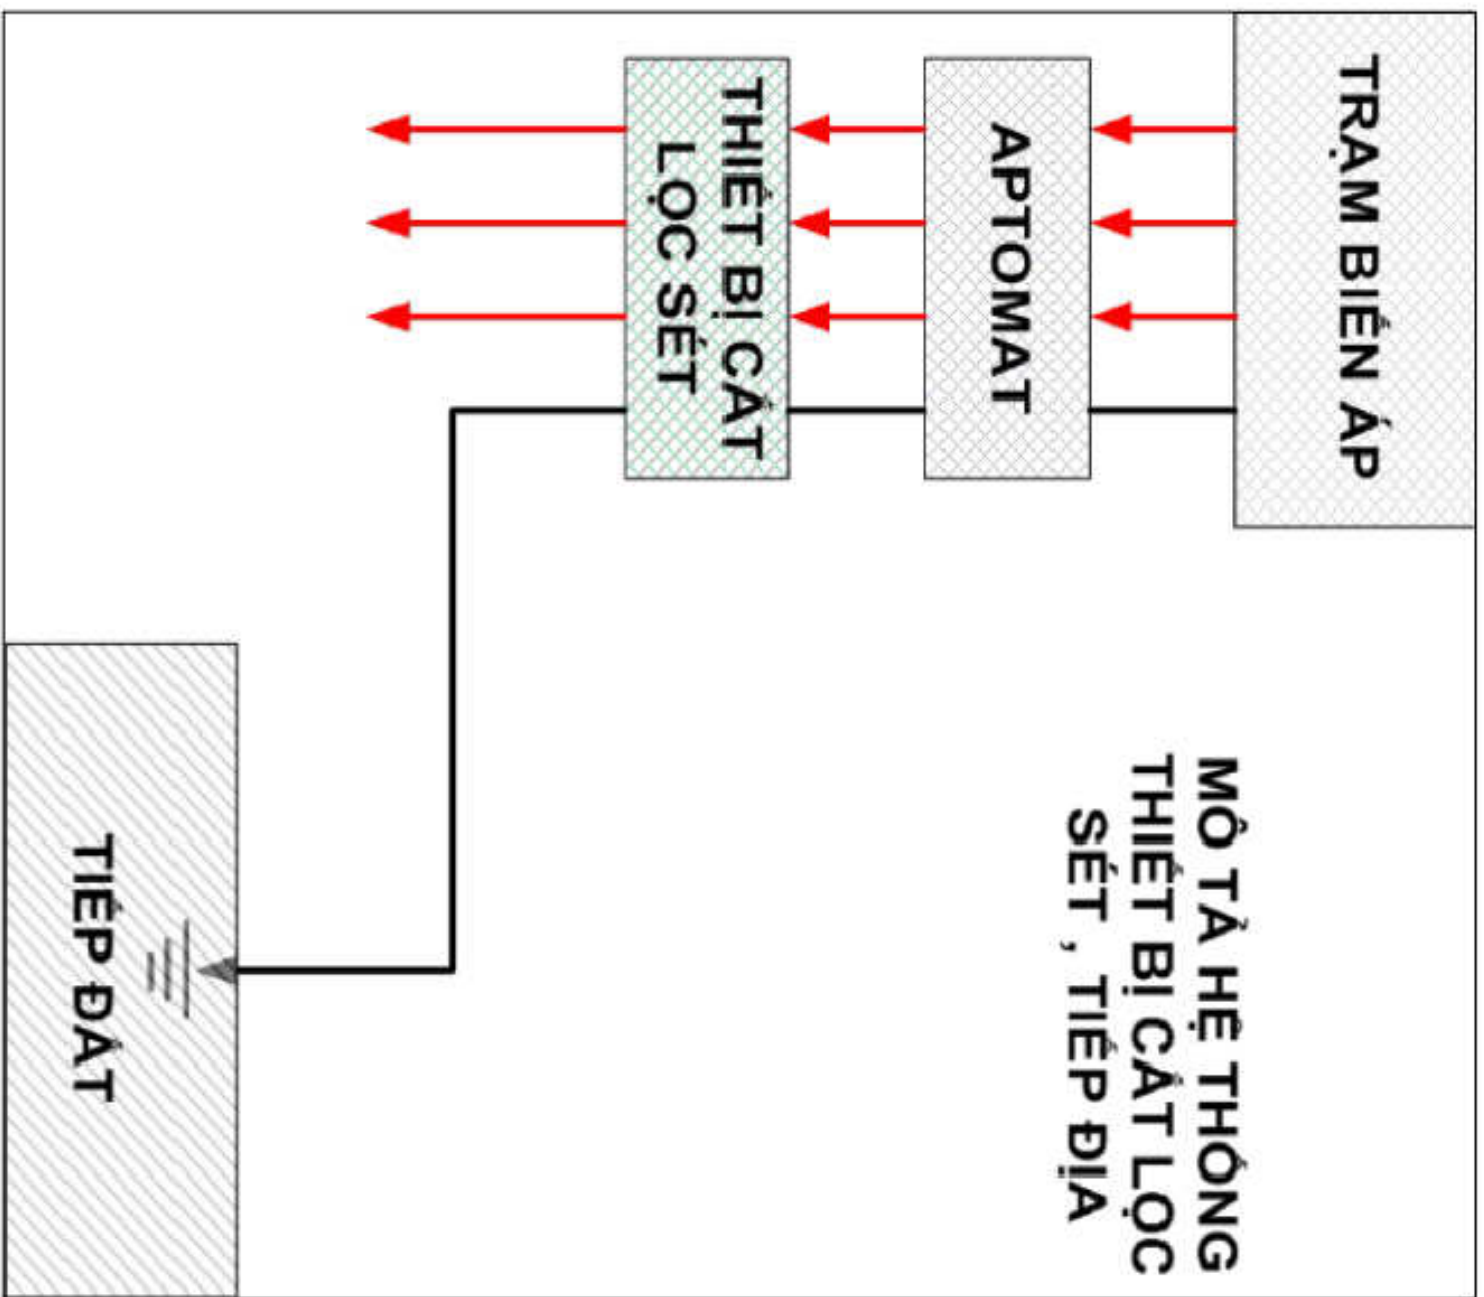 TRẠM BIẾN ÁP
APTOMAT
THIẾT BỊ CẮT
LỌC SÉT
MÔ TẢ HỆ THỐNG
THIẾT BỊ CẮT LỌC
SÉT , TIẾP ĐỊA
TIẾP ĐẤT